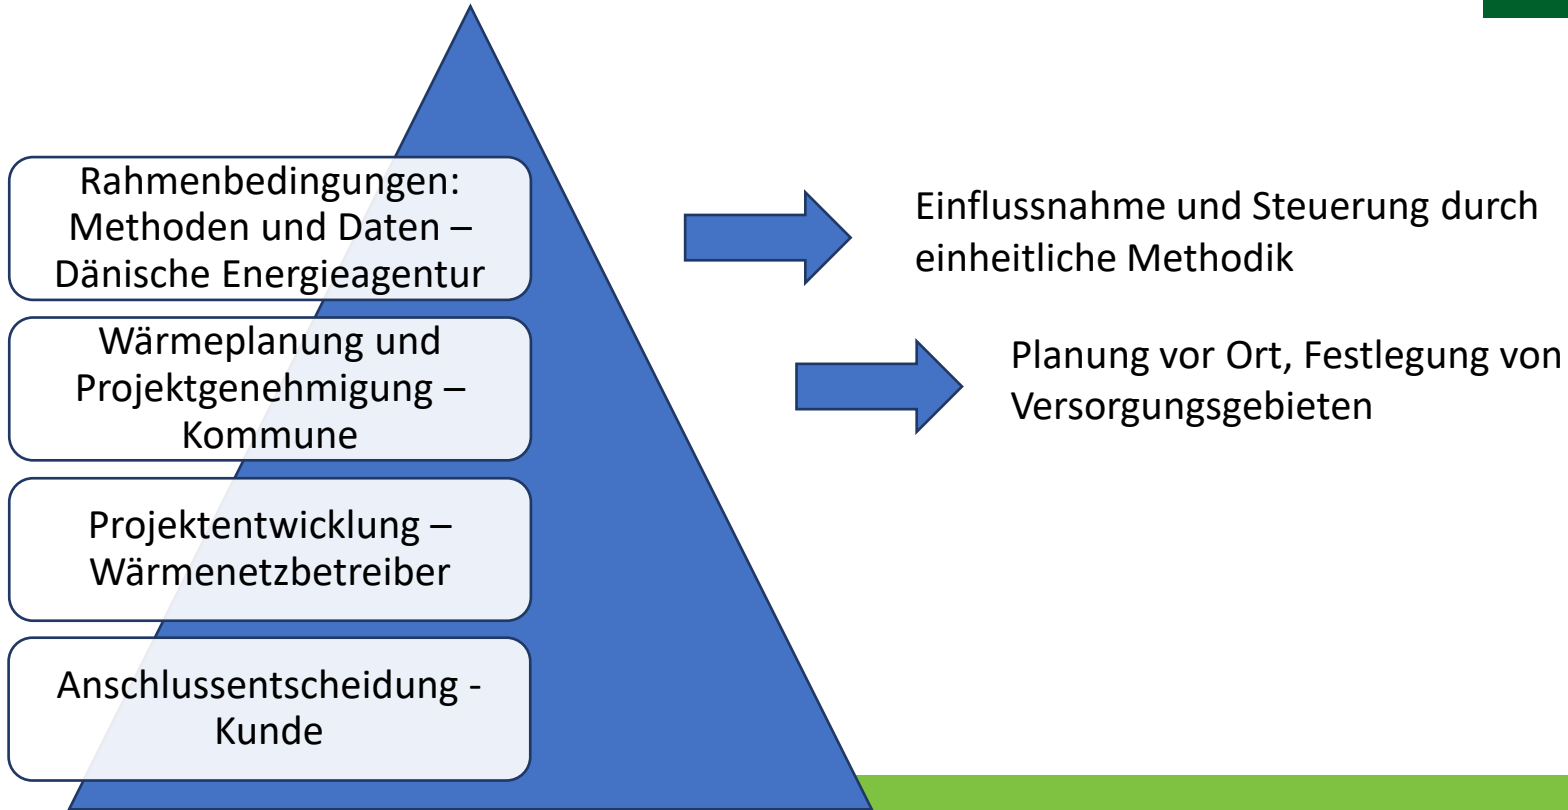 Rahmenbedingungen:
Methoden und Daten –
Dänische Energieagentur
Einflussnahme und Steuerung durch
einheitliche Methodik
Wärmeplanung und
Projektgenehmigung –
Kommune
Planung vor Ort, Festlegung von
Versorgungsgebieten
Projektentwicklung –
Wärmenetzbetreiber
Anschlussentscheidung -
Kunde